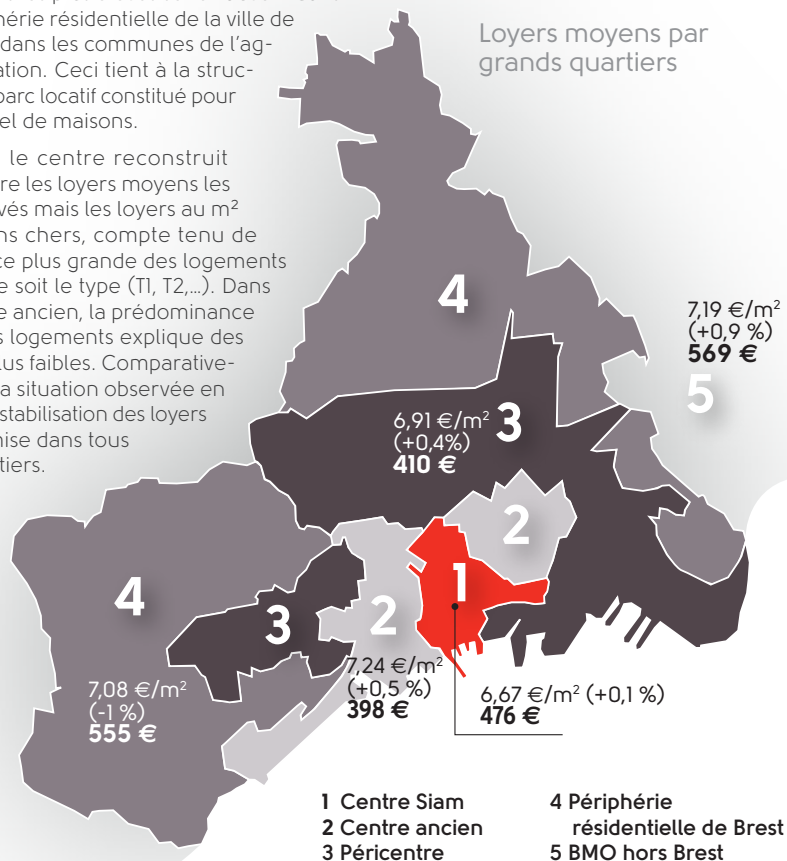 hérie résidentielle de la ville de
dans les communes de l’ag-
ation. Ceci tient à la struc-
parc locatif constitué pour
el de maisons.
le centre reconstruit
re les loyers moyens les
vés mais les loyers au m²
ns chers, compte tenu de
ce plus grande des logements
e soit le type (T1, T2,...). Dans
e ancien, la prédominance
s logements explique des
lus faibles. Comparative-
a situation observée en
stabilisation des loyers
ise dans tous
tiers.
Loyers moyens par
grands quartiers
4
7,19 €/m²
(+0,9 %)
569 €
5
6,91 €/m²
(+0,4%)
410 €
3
2
1
4
3
2
7,08 €/m²
(-1 %)
555 €
7,24 €/m²
(+0,5 %)
398 €
6,67 €/m² (+0,1 %)
476 €
1 Centre Siam
2 Centre ancien
3 Péricentre
4 Périphérie
résidentielle de Brest
5 BMO hors Brest